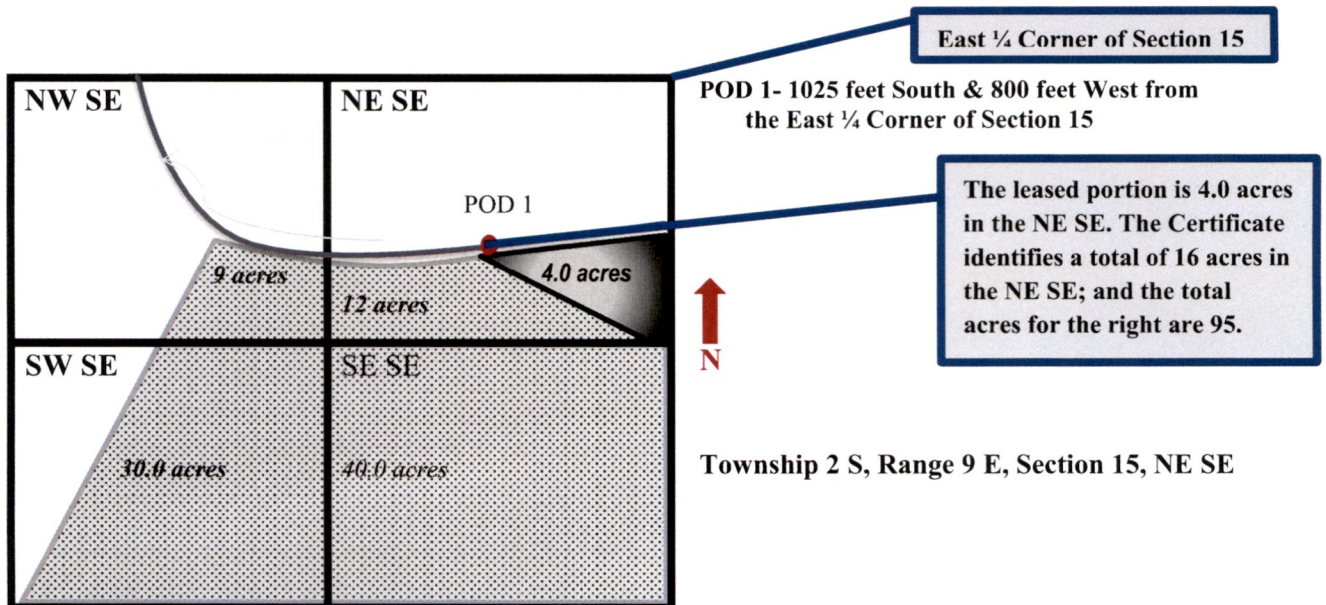 East ¼ Corner of Section 15
NW SE
NE SE
POD 1- 1025 feet South & 800 feet West from
the East ¼ Corner of Section 15
POD 1
The leased portion is 4.0 acres
in the NE SE. The Certificate
identifies a total of 16 acres in
the NE SE; and the total
acres for the right are 95.
9 acres
4.0 acres
12 acres
N
SW SE
SE SE
30.0 acres
40.0 acres
Township 2 S, Range 9 E, Section 15, NE SE